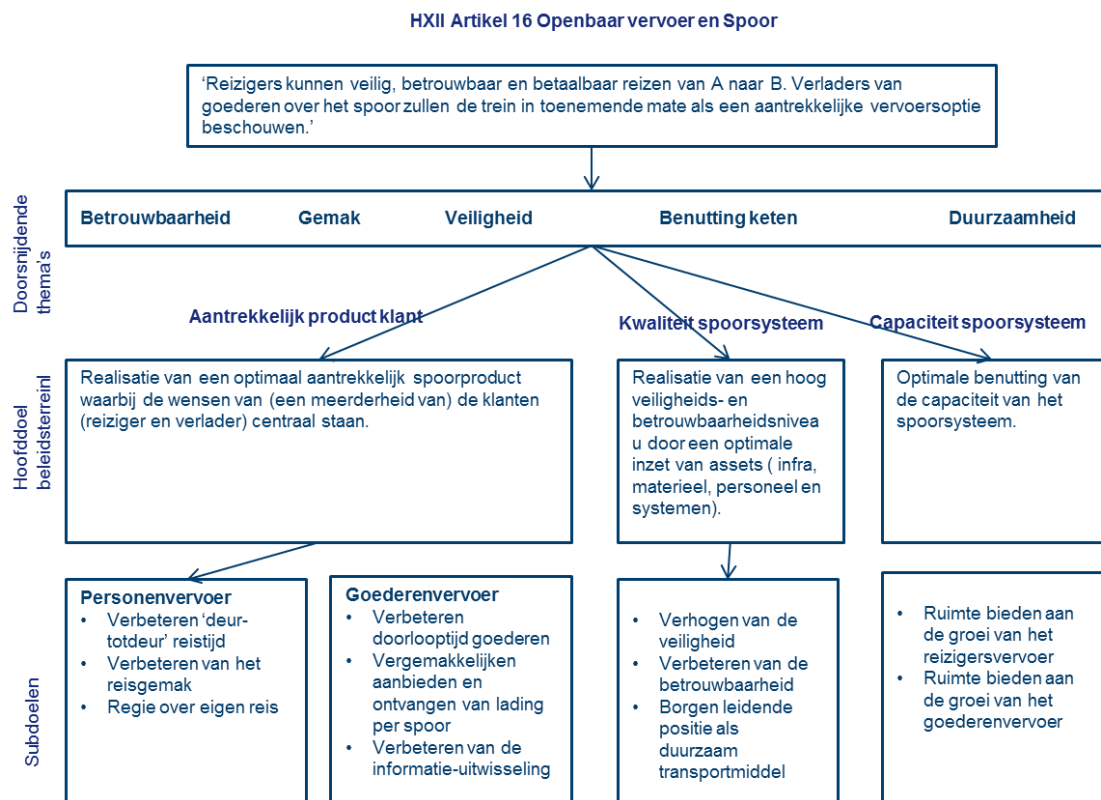 HXII Artikel 16 Openbaar vervoer en Spoor
‘Reizigers kunnen veilig, betrouwbaar en betaalbaar reizen van A naar B. Verladers van
goederen over het spoor zullen de trein in toenemende mate als een aantrekkelijke vervoersoptie
beschouwen.’
Doorsnijdende
thema’s
Betrouwbaarheid Gemak Veiligheid Benutting keten Duurzaamheid
Aantrekkelijk product klant
Kwaliteit spoorsysteem
Capaciteit spoorsysteem
Hoofddoel
beleidsterreinl
Realisatie van een optimaal aantrekkelijk spoorproduct
waarbij de wensen van (een meerderheid van) de klanten
(reiziger en verlader) centraal staan.
Realisatie van een hoog
veiligheids- en
betrouwbaarheidsnivea
u door een optimale
inzet van assets ( infra,
materieel, personeel en
systemen).
Optimale benutting van
de capaciteit van het
spoorsysteem.
Subdoelen
Personenvervoer
• Verbeteren ‘deur-
totdeur’ reistijd
• Verbeteren van het
reisgemak
• Regie over eigen reis
Goederenvervoer
• Verbeteren
doorlooptijd goederen
• Vergemakkelijken
aanbieden en
ontvangen van lading
per spoor
• Verbeteren van de
informatie-uitwisseling
• Verhogen van de
veiligheid
• Verbeteren van de
betrouwbaarheid
• Borgen leidende
positie als
duurzaam
transportmiddel
• Ruimte bieden aan
de groei van het
reizigersvervoer
• Ruimte bieden aan
de groei van het
goederenvervoer